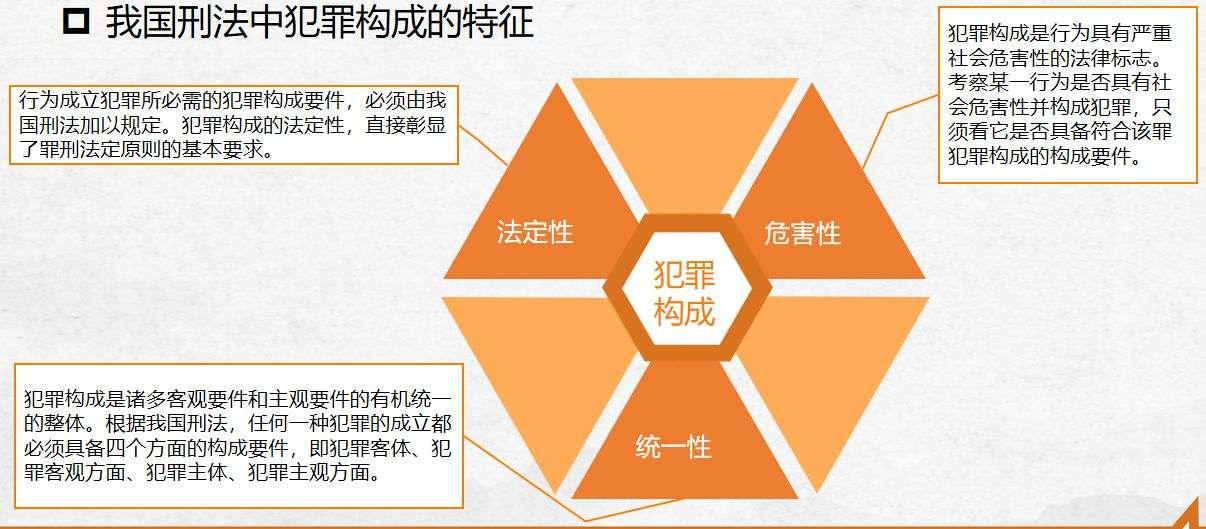 我国刑法中犯罪构成的特征
行为成立犯罪所必需的犯罪构成要件，必须由我
国刑法加以规定。犯罪构成的法定性，直接彰显
了罪刑法定原则的基本要求。
犯罪构成是行为具有严重
社会危害性的法律标志。
考察某一行为是否具有社
会危害性并构成犯罪，只
须看它是否具备符合该罪
犯罪构成的构成要件。
法定性
危害性
犯罪
构成
统一性
犯罪构成是诸多客观要件和主观要件的有机统一
的整体。根据我国刑法，任何一种犯罪的成立都
必须具备四个方面的构成要件，即犯罪客体、犯
罪客观方面、犯罪主体、犯罪主观方面。